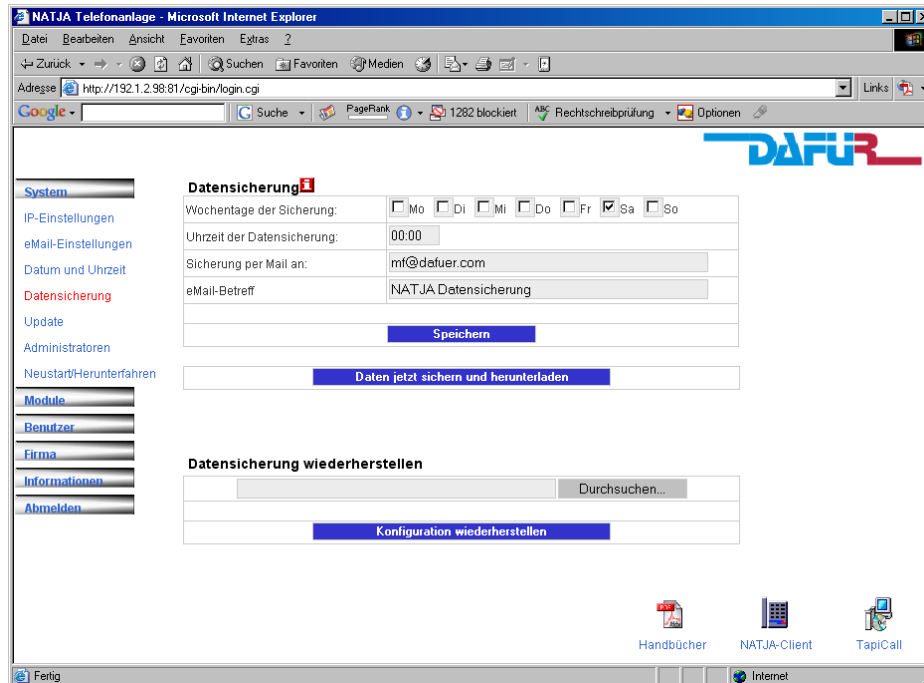 NATJA Telefonanlage - Microsoft Internet Explorer
Datei Bearbeiten Ansicht Favoriten Extras ?
Zurück Suchen Favoriten Medien
Adresse http://192.1.2.98:81/cgi-bin/login.cgi Links
Google Suche PageRank 1282 blockiert ABC Rechtschreibprüfung Optionen
DAFÜR
System
IP-Einstellungen
eMail-Einstellungen
Datum und Uhrzeit
Datensicherung
Update
Administratoren
Neustart/Herunterfahren
Module
Benutzer
Firma
Informationen
Abmelden
Datensicherung
Wochentage der Sicherung: Mo Di Mi Do Fr Sa So
Uhrzeit der Datensicherung: 00:00
Sicherung per Mail an: mf@dafuer.com
eMail-Betreff NATJA Datensicherung
Speichern
Daten jetzt sichern und herunterladen
Datensicherung wiederherstellen
Durchsuchen...
Konfiguration wiederherstellen
Handbücher NATJA-Client TapiCall
Fertig Internet